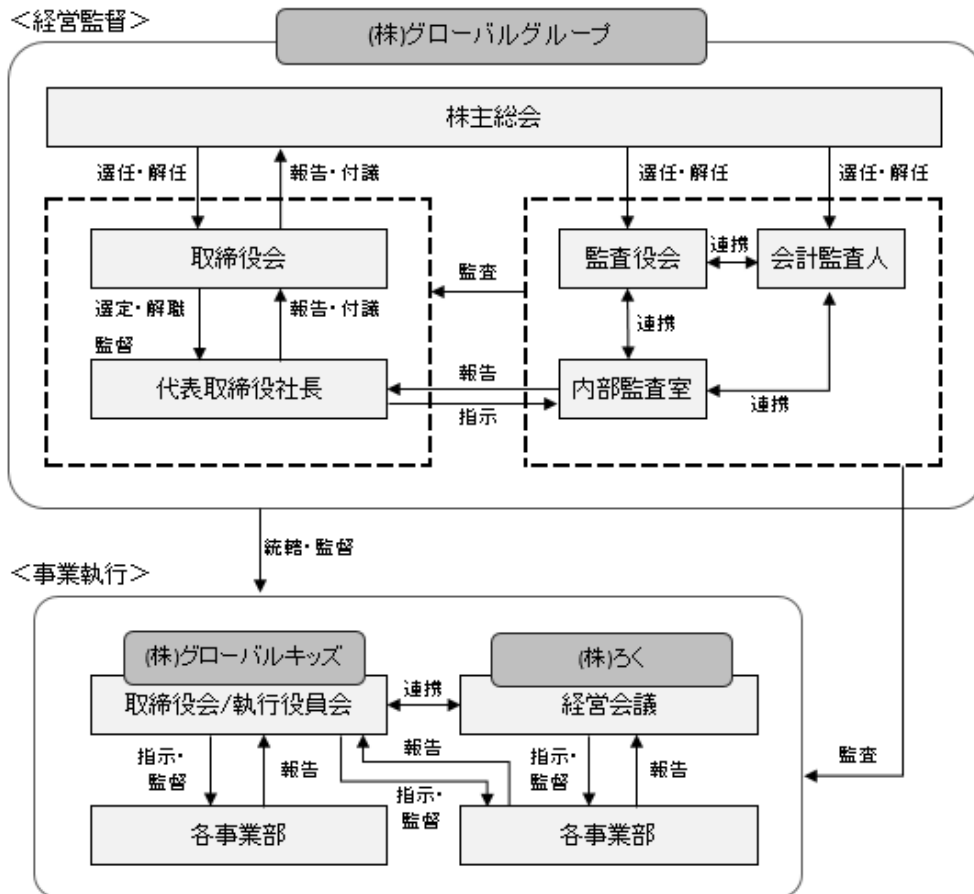 ＜経営監督＞
(株)グローバルグループ
株主総会
選任・解任
報告・付議
選任・解任
選任・解任
取締役会
監査役会
連携
会計監査人
監査
選定・解職
報告・付議
連携
監督
代表取締役社長
報告
指示
内部監査室
連携
統轄・監督
＜事業執行＞
(株)グローバルキッズ
(株)ろく
取締役会/執行役員会
連携
経営会議
指示・
監督
報告
報告
指示・
監督
報告
監査
指示・
監督
各事業部
各事業部